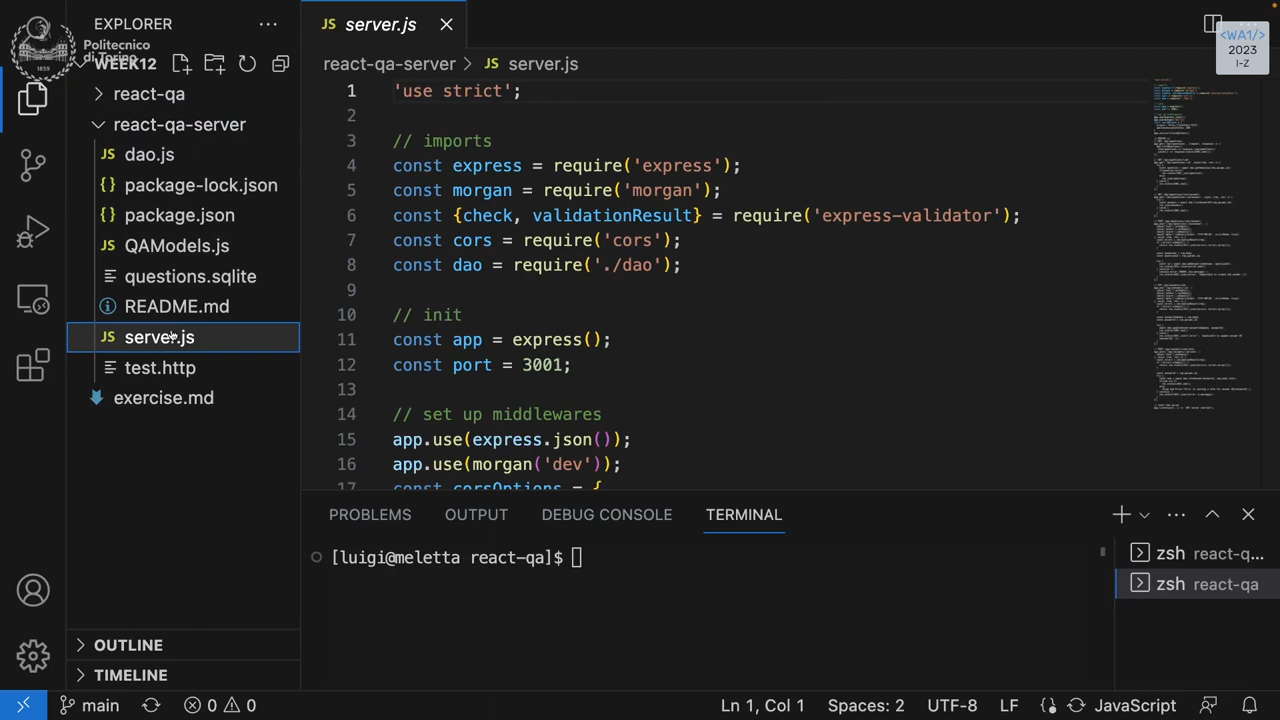 EXPLORER
Politecnico
di Torino
1859
WEEK12
react-qa
react-qa-server
JS dao.js
{} package-lock.json
{} package.json
JS QAModels.js
questions.sqlite
README.md
JS server.js
test.http
exercise.md
OUTLINE
TIMELINE
JS server.js
<WA1/>
2023
I-Z
react-qa-server > JS server.js
1 'use strict';
2
3 // imports
4 const express = require('express');
5 const morgan = require('morgan');
6 const {check, validationResult} = require('express-validator');
7 const cors = require('cors');
8 const dao = require('./dao');
9
10 // init
11 const app = express();
12 const port = 3001;
13
14 // set up middlewares
15 app.use(express.json());
16 app.use(morgan('dev'));
17 const corsOptions = {
PROBLEMS OUTPUT DEBUG CONSOLE TERMINAL
[luigi@meletta react-qa]$
zsh react-q...
zsh react-qa
main 0 0 Ln 1, Col 1 Spaces: 2 UTF-8 LF {} JavaScript